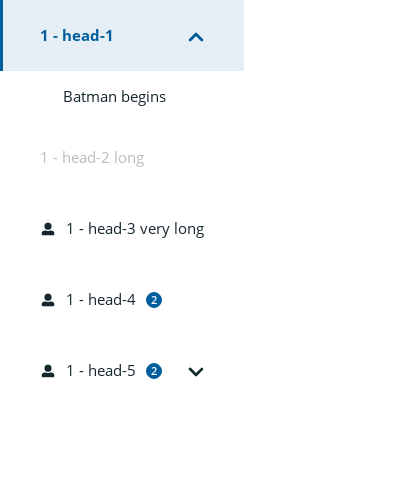 1 - head-1
Batman begins
1 - head-2 long
1 - head-3 very long
1 - head-4 2
1 - head-5 2